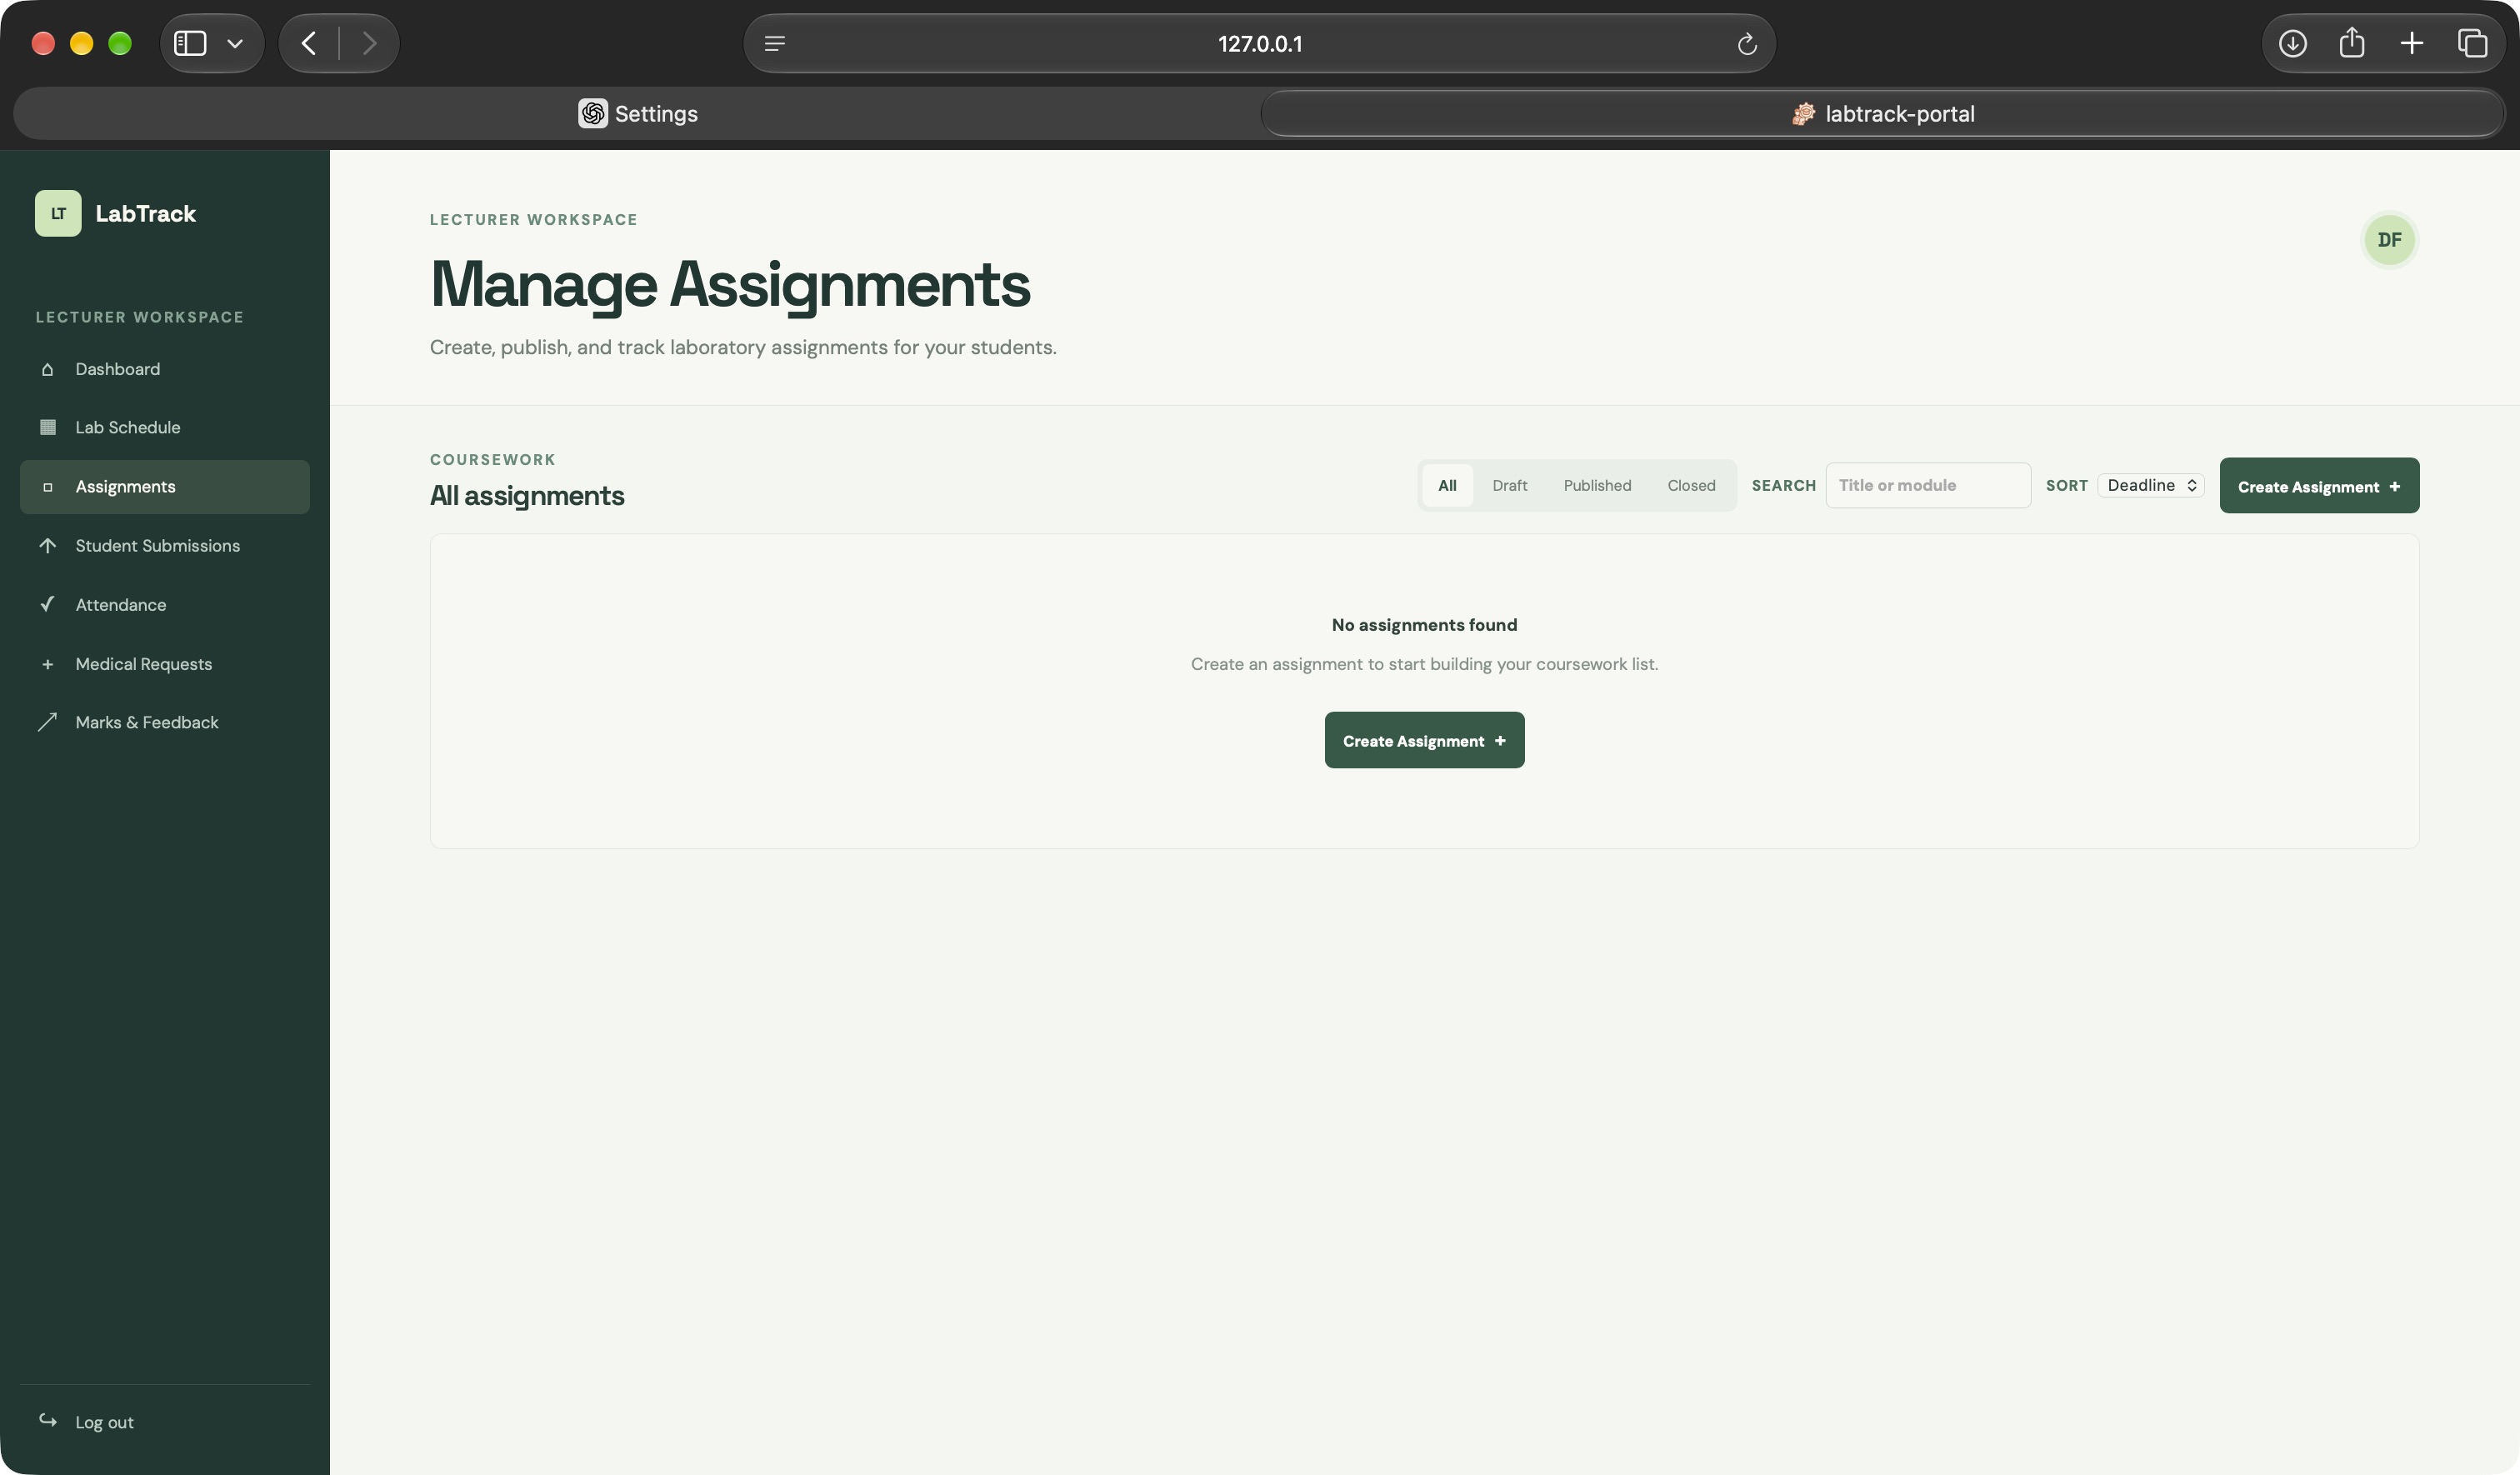 127.0.0.1
Settings
labtrack-portal
LT
LabTrack
LECTURER WORKSPACE
Dashboard
Lab Schedule
Assignments
Student Submissions
Attendance
Medical Requests
Marks & Feedback
Log out
LECTURER WORKSPACE
DF
Manage Assignments
Create, publish, and track laboratory assignments for your students.
COURSEWORK
All assignments
All Draft Published Closed SEARCH Title or module SORT Deadline Create Assignment +
No assignments found
Create an assignment to start building your coursework list.
Create Assignment +